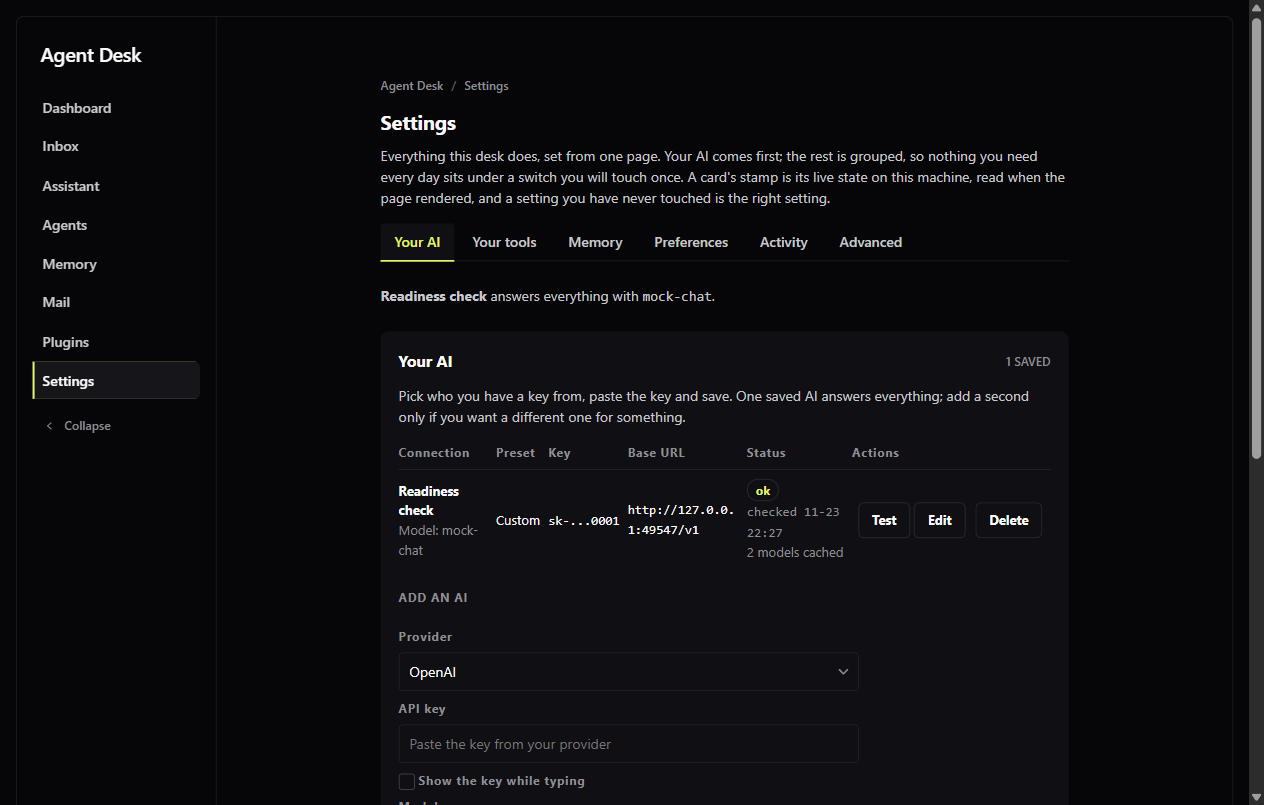 Agent Desk
Dashboard
Inbox
Assistant
Agents
Memory
Mail
Plugins
Settings
Collapse
Agent Desk / Settings
Settings
Everything this desk does, set from one page. Your AI comes first; the rest is grouped, so nothing you need
every day sits under a switch you will touch once. A card's stamp is its live state on this machine, read when the
page rendered, and a setting you have never touched is the right setting.
Your AI Your tools Memory Preferences Activity Advanced
Readiness check answers everything with mock-chat.
Your AI 1 SAVED
Pick who you have a key from, paste the key and save. One saved AI answers everything; add a second
only if you want a different one for something.
Connection Preset Key Base URL Status Actions
Readiness
check
Model: mock-
chat
Custom
sk-...0001
http://127.0.0.
1:49547/v1
ok
checked 11-23
22:27
2 models cached
Test Edit Delete
ADD AN AI
Provider
OpenAI
API key
Paste the key from your provider
Show the key while typing